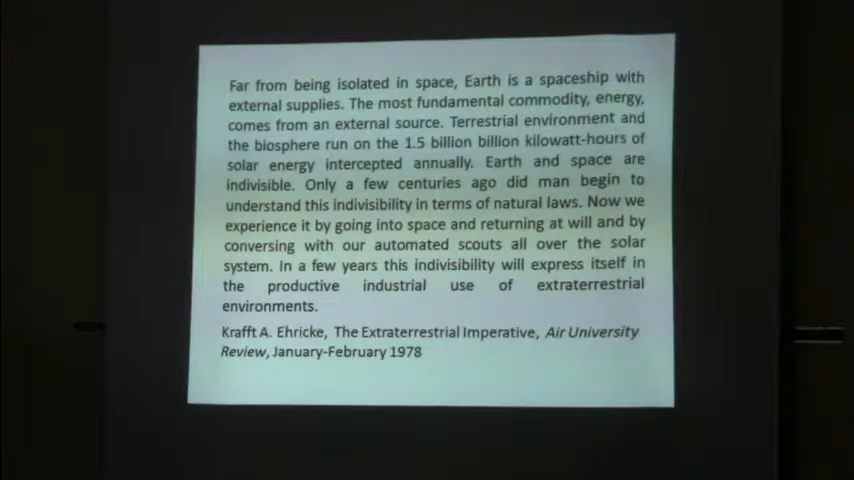 Far from being isolated in space, Earth is a spaceship with
external supplies. The most fundamental commodity, energy,
comes from an external source. Terrestrial environment and
the biosphere run on the 1.5 billion billion kilowatt-hours of
solar energy intercepted annually. Earth and space are
indivisible. Only a few centuries ago did man begin to
understand this indivisibility in terms of natural laws. Now we
experience it by going into space and returning at will and by
conversing with our automated scouts all over the solar
system. In a few years this indivisibility will express itself in
the productive industrial use of extraterrestrial
environments.
Krafft A. Ehricke, The Extraterrestrial Imperative, Air University
Review, January-February 1978